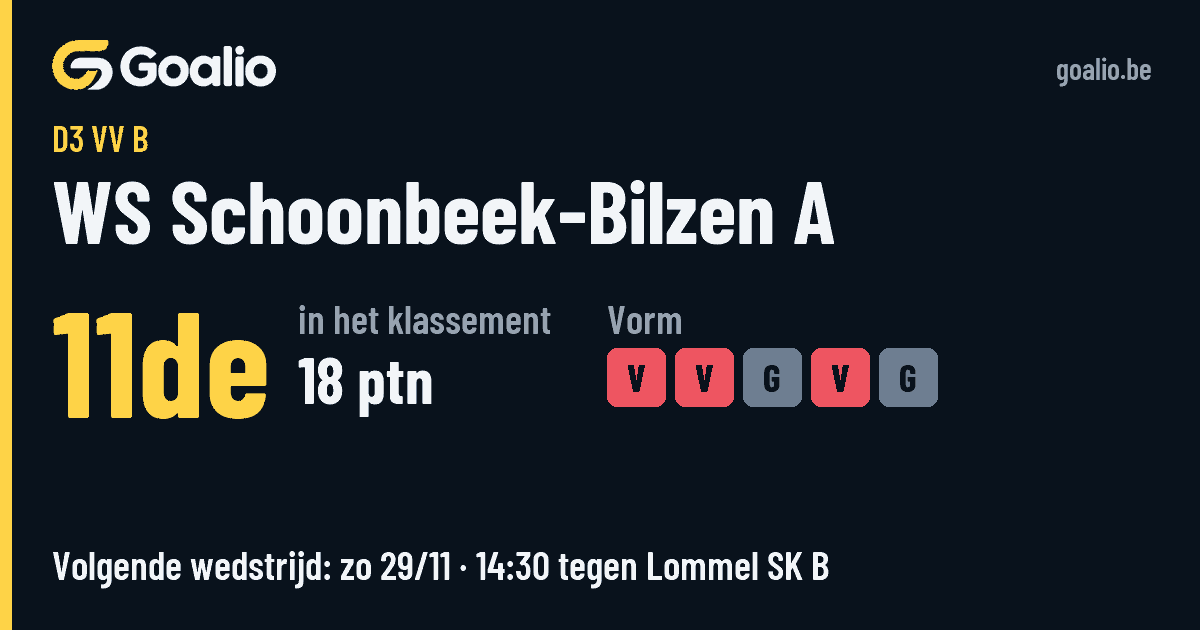 Goalio
goalio.be
D3 VV B
WS Schoonbeek-Bilzen A
11de
in het klassement
18 ptn
Vorm
V V G V G
Volgende wedstrijd: zo 29/11 · 14:30 tegen Lommel SK B